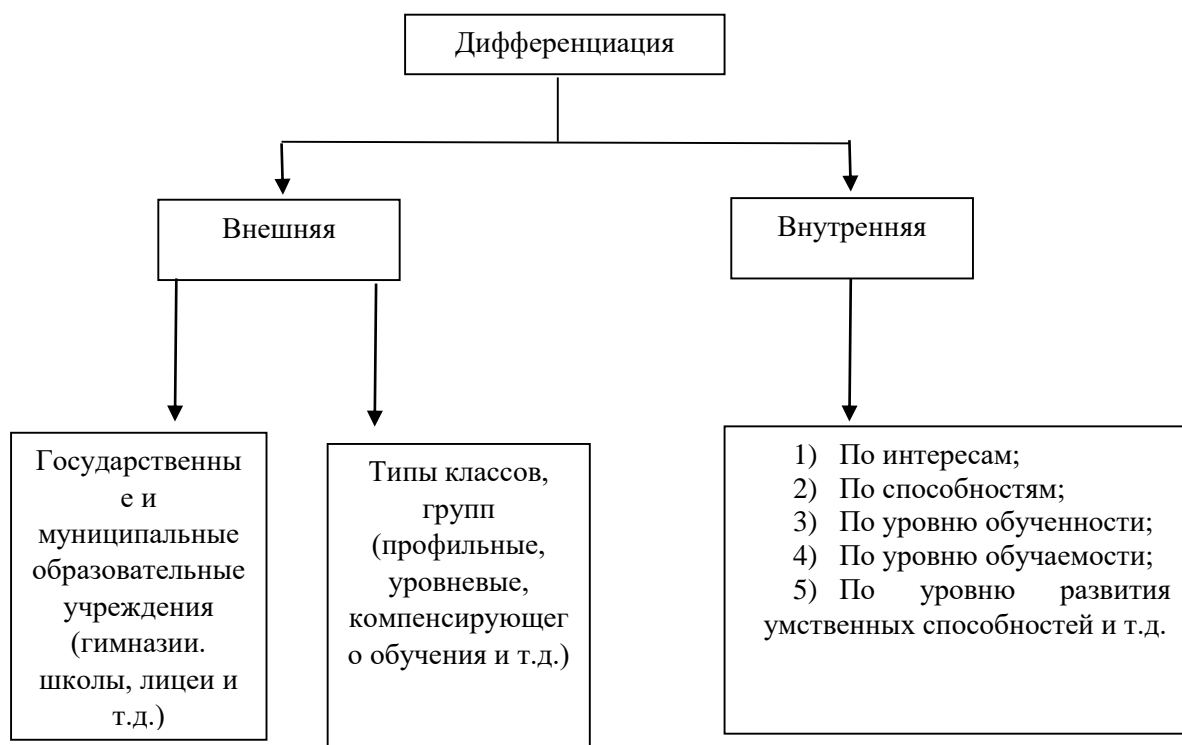 Дифференциация
Внешняя
Внутренняя
Государственны
е и
муниципальные
образовательные
учреждения
(гимназии.
школы, лицеи и
т.д.)
Типы классов,
групп
(профильные,
уровневые,
компенсирующег
о обучения и т.д.)
1) По интересам;
2) По способностям;
3) По уровню обученности;
4) По уровню обучаемости;
5) По уровню развития
умственных способностей и т.д.